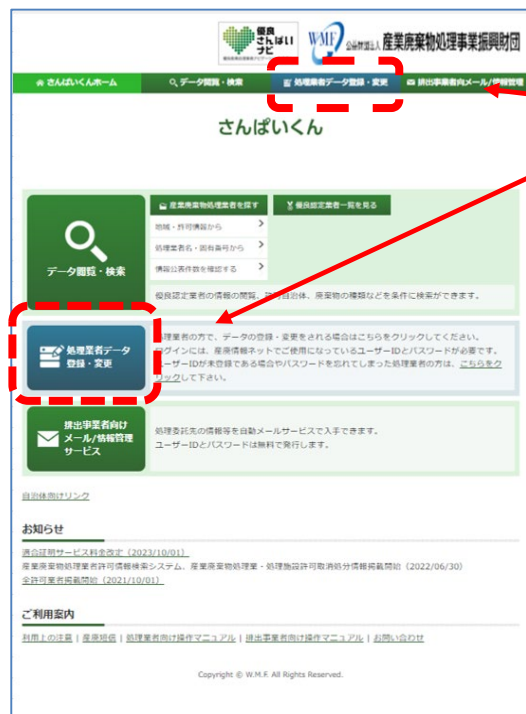 優良
さんぱい
ナビ
WMF 公益財団法人 産業廃棄物処理事業振興財団
さんぱいくんホーム データ閲覧・検索 処理業者データ登録・変更 排出事業者向メール/情報管理
さんぱいくん
産業廃棄物処理業者を探す 優良認定業者一覧を見る
地域・許可情報から
処理業者名・固有番号から
情報公表件数を確認する
データ閲覧・検索
優良認定業者の情報の閲覧、許可自治体、廃棄物の種類などを条件に検索ができます。
処理業者データ
登録・変更
処理業者の方で、データの登録・変更をされる場合はこちらをクリックしてください。
ログインには、産廃情報ネットでご使用になっているユーザーIDとパスワードが必要です。
ユーザーIDが未登録である場合やパスワードを忘れてしまった処理業者の方は、こちらをク
リックして下さい。
排出事業者向け
メール/情報管理
サービス
処理委託先の情報等を自動メールサービスで入手できます。
ユーザーIDとパスワードは無料で発行します。
自治体向けリンク
お知らせ
適合証明サービス料金改定（2023/10/01）
産業廃棄物処理業者許可情報検索システム、産業廃棄物処理業・処理施設許可取消処分情報掲載開始（2022/06/30）
全許可業者掲載開始（2021/10/01）
ご利用案内
利用上の注意 | 産廃短信 | 処理業者向け操作マニュアル | 排出事業者向け操作マニュアル | お問い合わせ
Copyright © W.M.F. All Rights Reserved.